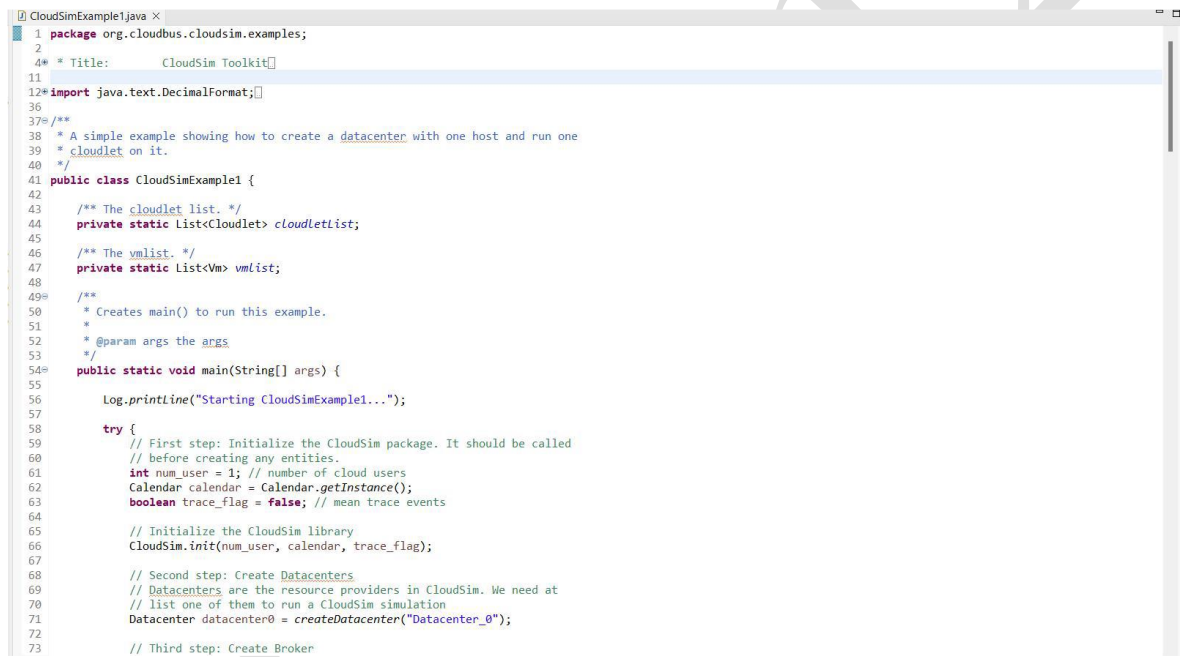 CloudSimExample1.java ×
1 package org.cloudbus.cloudsim.examples;
2
4 * Title:       CloudSim Toolkit
11
12 import java.text.DecimalFormat;
36
37 /**
38  * A simple example showing how to create a datacenter with one host and run one
39  * cloudlet on it.
40  */
41 public class CloudSimExample1 {
42
43     /** The cloudlet list. */
44     private static List<Cloudlet> cloudletList;
45
46     /** The vmlist. */
47     private static List<Vm> vmlist;
48
49     /**
50      * Creates main() to run this example.
51      *
52      * @param args the args
53      */
54     public static void main(String[] args) {
55
56         Log.printLine("Starting CloudSimExample1...");
57
58         try {
59             // First step: Initialize the CloudSim package. It should be called
60             // before creating any entities.
61             int num_user = 1; // number of cloud users
62             Calendar calendar = Calendar.getInstance();
63             boolean trace_flag = false; // mean trace events
64
65             // Initialize the CloudSim library
66             CloudSim.init(num_user, calendar, trace_flag);
67
68             // Second step: Create Datacenters
69             // Datacenters are the resource providers in CloudSim. We need at
70             // list one of them to run a CloudSim simulation
71             Datacenter datacenter0 = createDatacenter("Datacenter_0");
72
73             // Third step: Create Broker